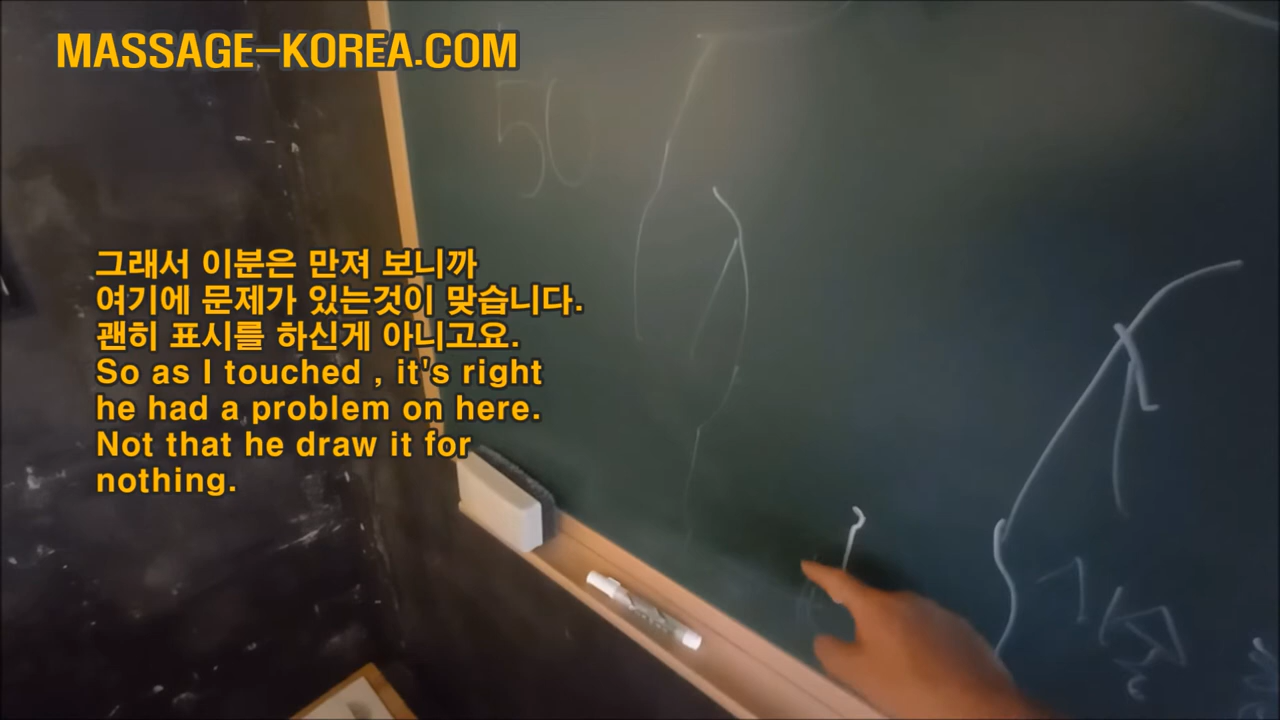 MASSAGE-KOREA.COM
50
그래서 이분은 만져 보니까
여기에 문제가 있는것이 맞습니다.
괜히 표시를 하신게 아니고요.
So as I touched , it's right
he had a problem on here.
Not that he draw it for
nothing.